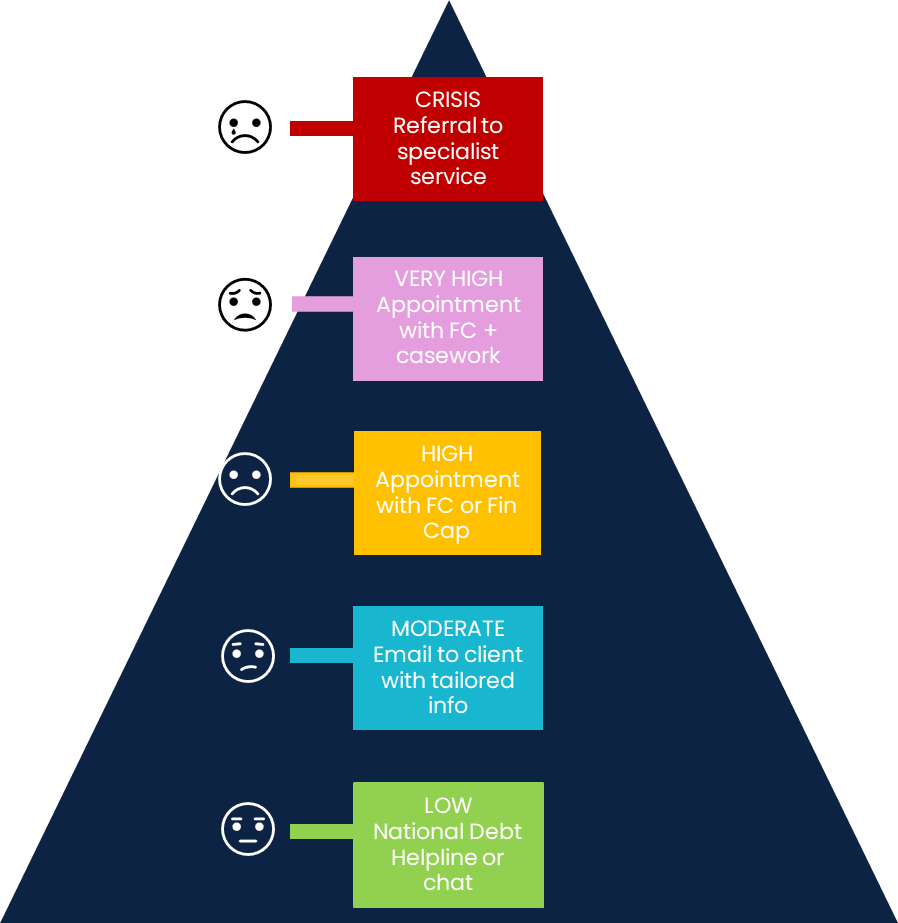 CRISIS
Referral to
specialist
service
VERY HIGH
Appointment
with FC +
casework
HIGH
Appointment
with FC or Fin
Cap
MODERATE
Email to client
with tailored
info
LOW
National Debt
Helpline or
chat